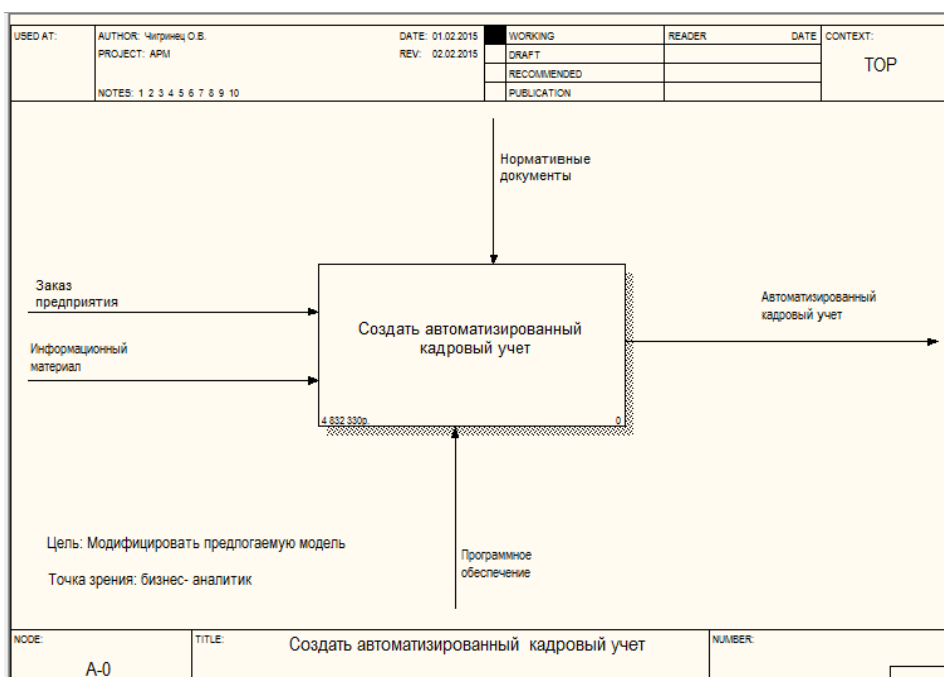 USED AT:
AUTHOR: Чигринец О.В.
DATE: 01.02.2015
WORKING
READER
DATE
CONTEXT:
PROJECT: АРМ
REV: 02.02.2015
DRAFT
TOP
RECOMMENDED
NOTES: 1 2 3 4 5 6 7 8 9 10
PUBLICATION
Нормативные
документы
Заказ
предприятия
Информационный
материал
Создать автоматизированный
кадровый учет
4 832 330р.
0
Автоматизированный
кадровый учет
Цель: Модифицировать предлогаемую модель
Точка зрения: бизнес- аналитик
Программное
обеспечение
NODE:
TITLE:
Создать автоматизированный кадровый учет
NUMBER:
A-0